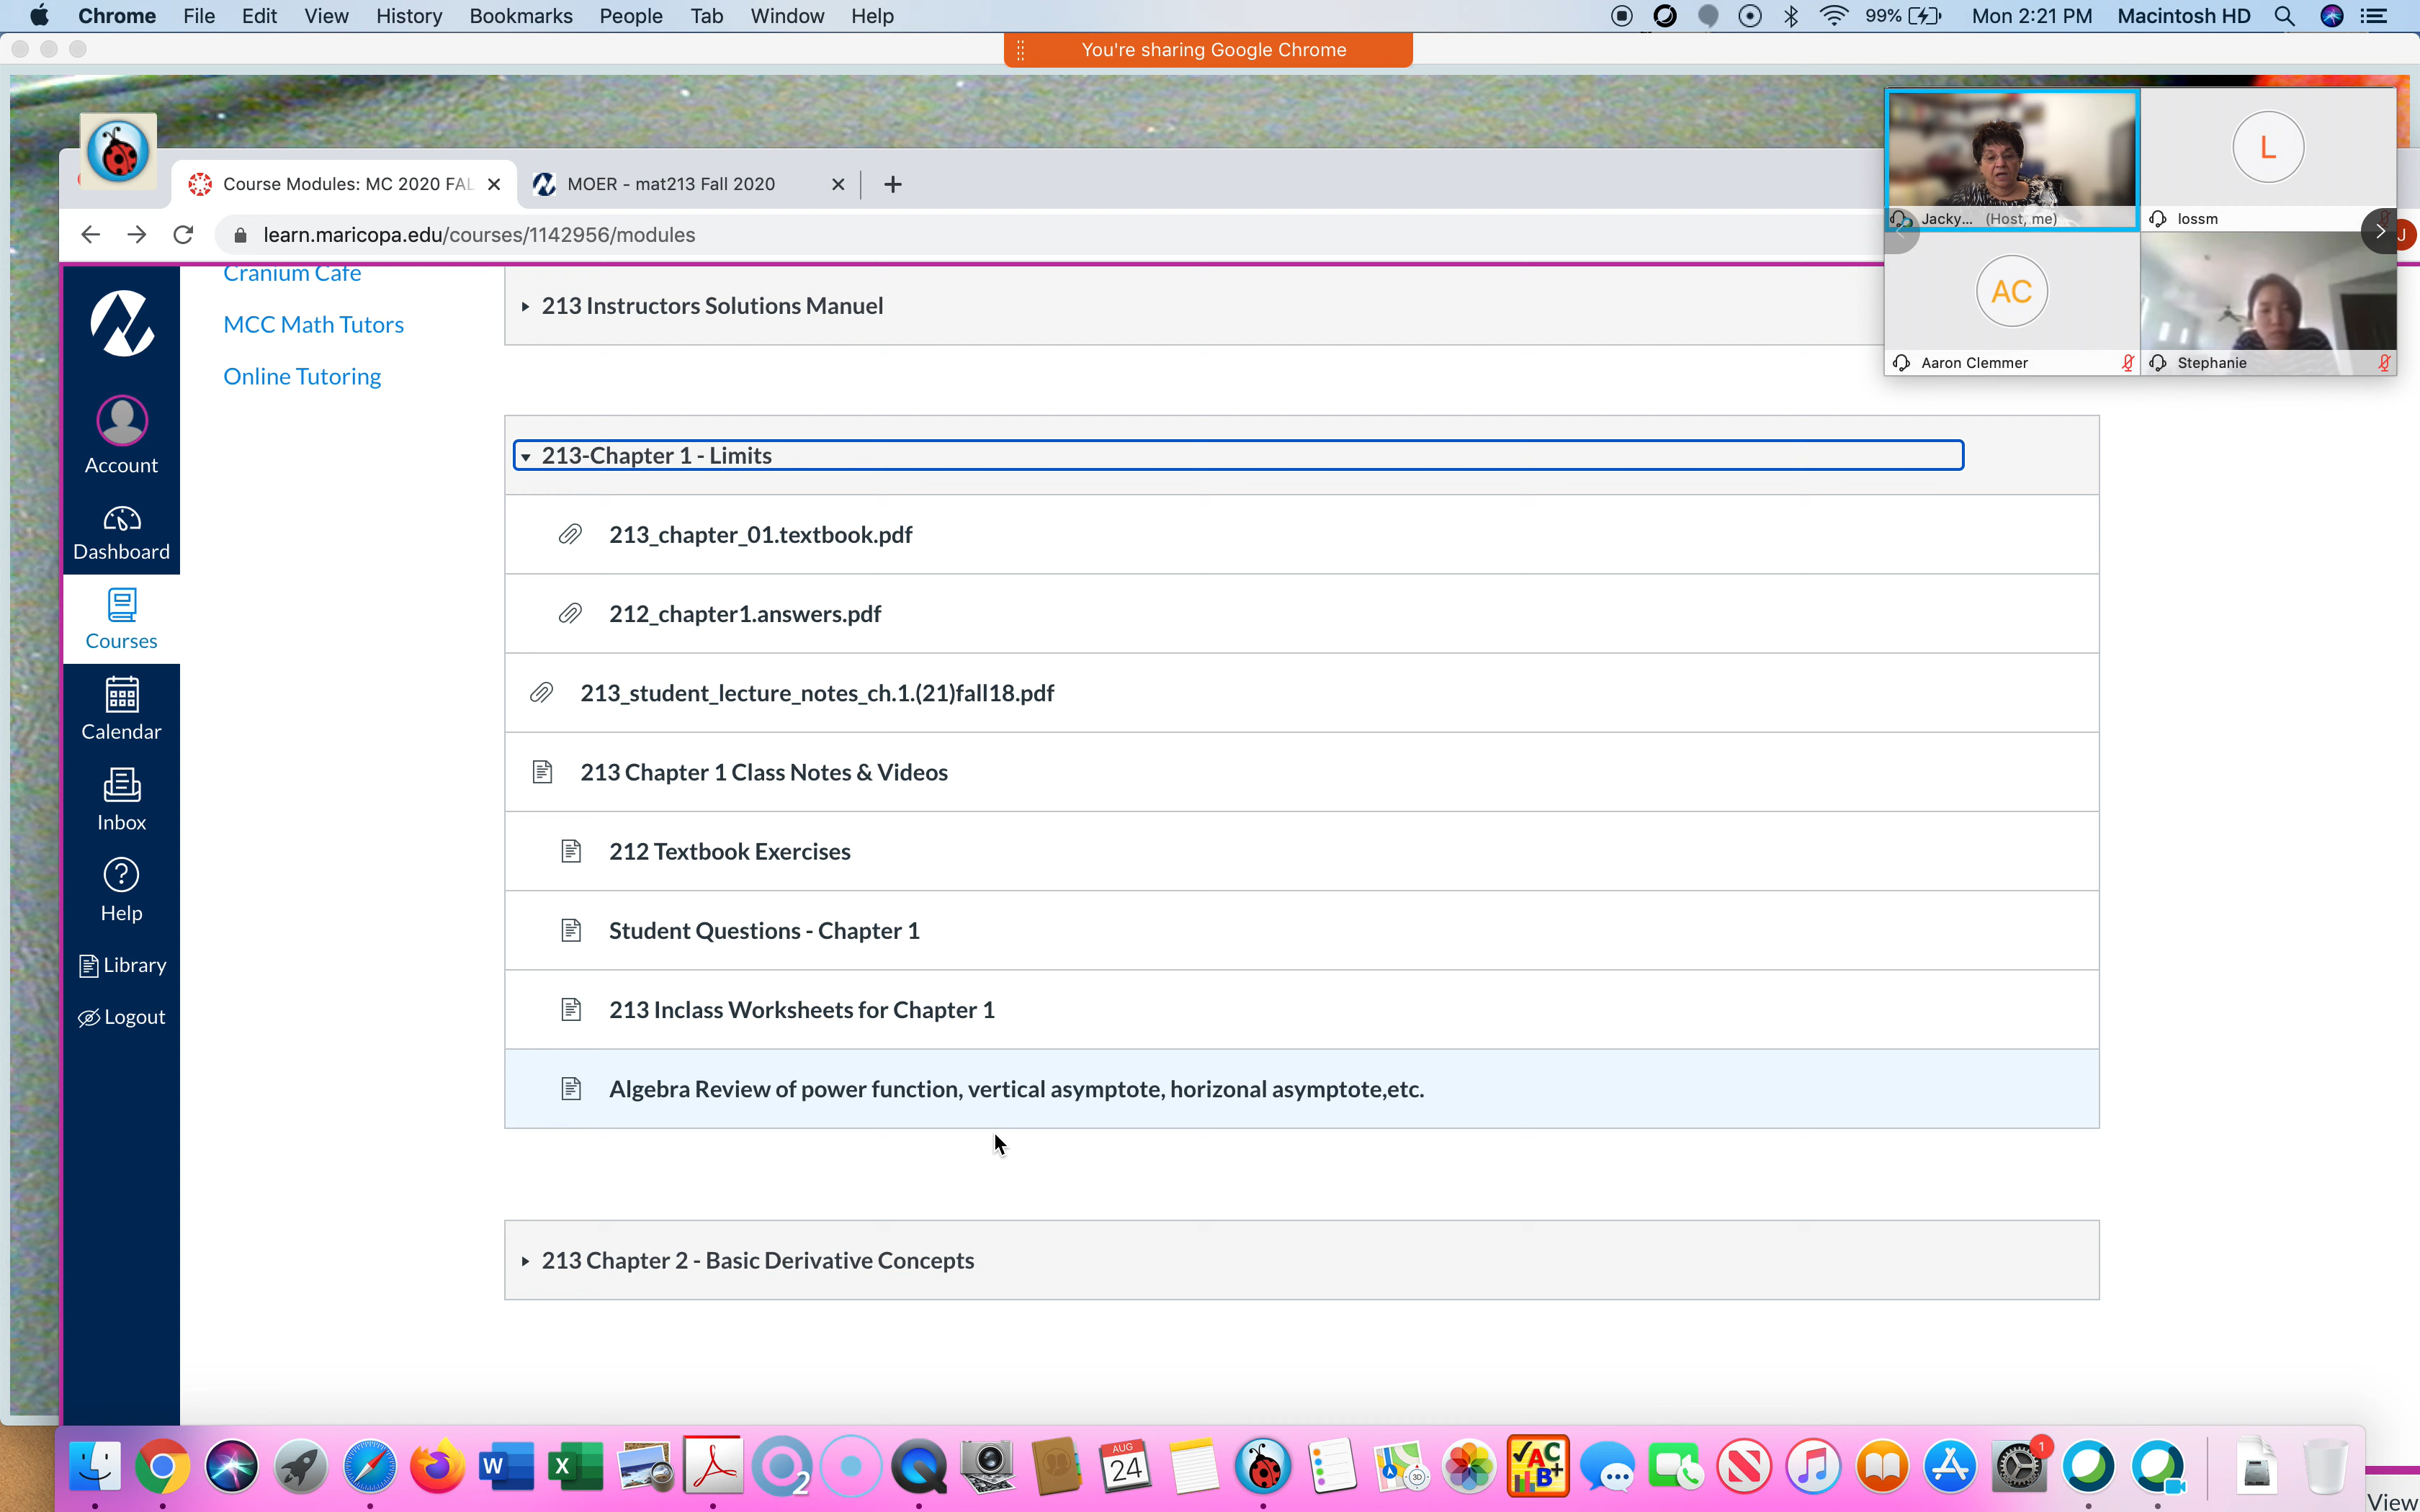 Chrome File Edit View History Bookmarks People Tab Window Help 99% Mon 2:21 PM Macintosh HD
You're sharing Google Chrome
Course Modules: MC 2020 FAL MOER - mat213 Fall 2020
learn.maricopa.edu/courses/1142956/modules
J
L
Jacky... (Host, me)
lossm
AC
Aaron Clemmer
Stephanie
Account
Dashboard
Courses
Calendar
Inbox
Help
Library
Logout
Cranium Cafe
MCC Math Tutors
Online Tutoring
213 Instructors Solutions Manuel
213-Chapter 1 - Limits
213_chapter_01.textbook.pdf
212_chapter1.answers.pdf
213_student_lecture_notes_ch.1.(21)fall18.pdf
213 Chapter 1 Class Notes & Videos
212 Textbook Exercises
Student Questions - Chapter 1
213 Inclass Worksheets for Chapter 1
Algebra Review of power function, vertical asymptote, horizonal asymptote,etc.
213 Chapter 2 - Basic Derivative Concepts
W
X
2
AUG
24
3D
AC
B+
1
View